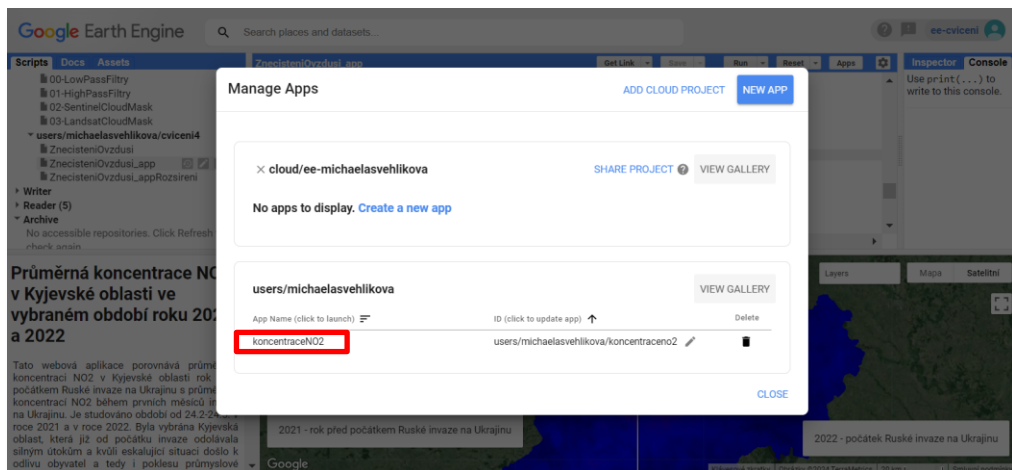 Google Earth Engine
Search places and datasets...
ee-cviceni
Scripts Docs Assets
ZnecisteniOvzdusi_app
Get Link Save Run Reset Apps
Inspector Console
00-LowPassFiltry
01-HighPassFiltry
02-SentinelCloudMask
03-LandsatCloudMask
users/michaelasvehlikova/cviceni4
ZnecisteniOvzdusi
ZnecisteniOvzdusi_app
ZnecisteniOvzdusi_appRozsireni
Writer
Reader (5)
Archive
No accessible repositories. Click Refresh
check again.
Use print(...) to
write to this console.
Manage Apps
ADD CLOUD PROJECT
NEW APP
cloud/ee-michaelasvehlikova
SHARE PROJECT
VIEW GALLERY
No apps to display. Create a new app
users/michaelasvehlikova
VIEW GALLERY
App Name (click to launch)
ID (click to update app)
Delete
koncentraceNO2
users/michaelasvehlikova/koncentraceno2
CLOSE
Průměrná koncentrace NO
v Kyjevské oblasti ve
vybraném období roku 20
a 2022
Tato webová aplikace porovnává prům
koncentraci NO2 v Kyjevské oblasti rok
počátkem Ruské invaze na Ukrajinu s prům
koncentrací NO2 během prvních měsíců in
na Ukrajinu. Je studováno období od 24.2-24
roce 2021 a v roce 2022. Byla vybrána Kyjevská
oblast, která již od počátku invaze odolávala
silným útokům a kvůli eskalující situaci došlo k
odlivu obyvatel a tedy i poklesu průmyslové
Layers
Mapa Satelitní
2021 - rok před počátkem Ruské invaze na Ukrajinu
2022 - počátek Ruské invaze na Ukrajinu
Google